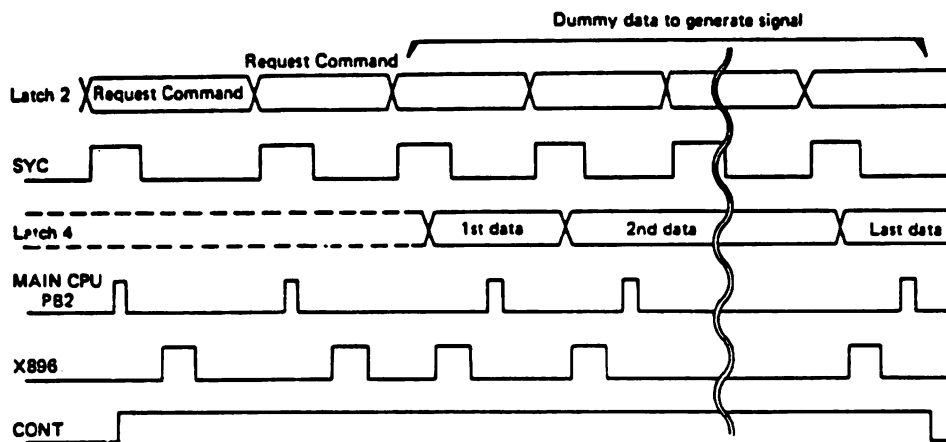 Dummy data to generate signal
Request Command
Latch 2
Request Command
SYC
Latch 4
1st data
2nd data
Last data
MAIN CPU
PB2
X896
CONT